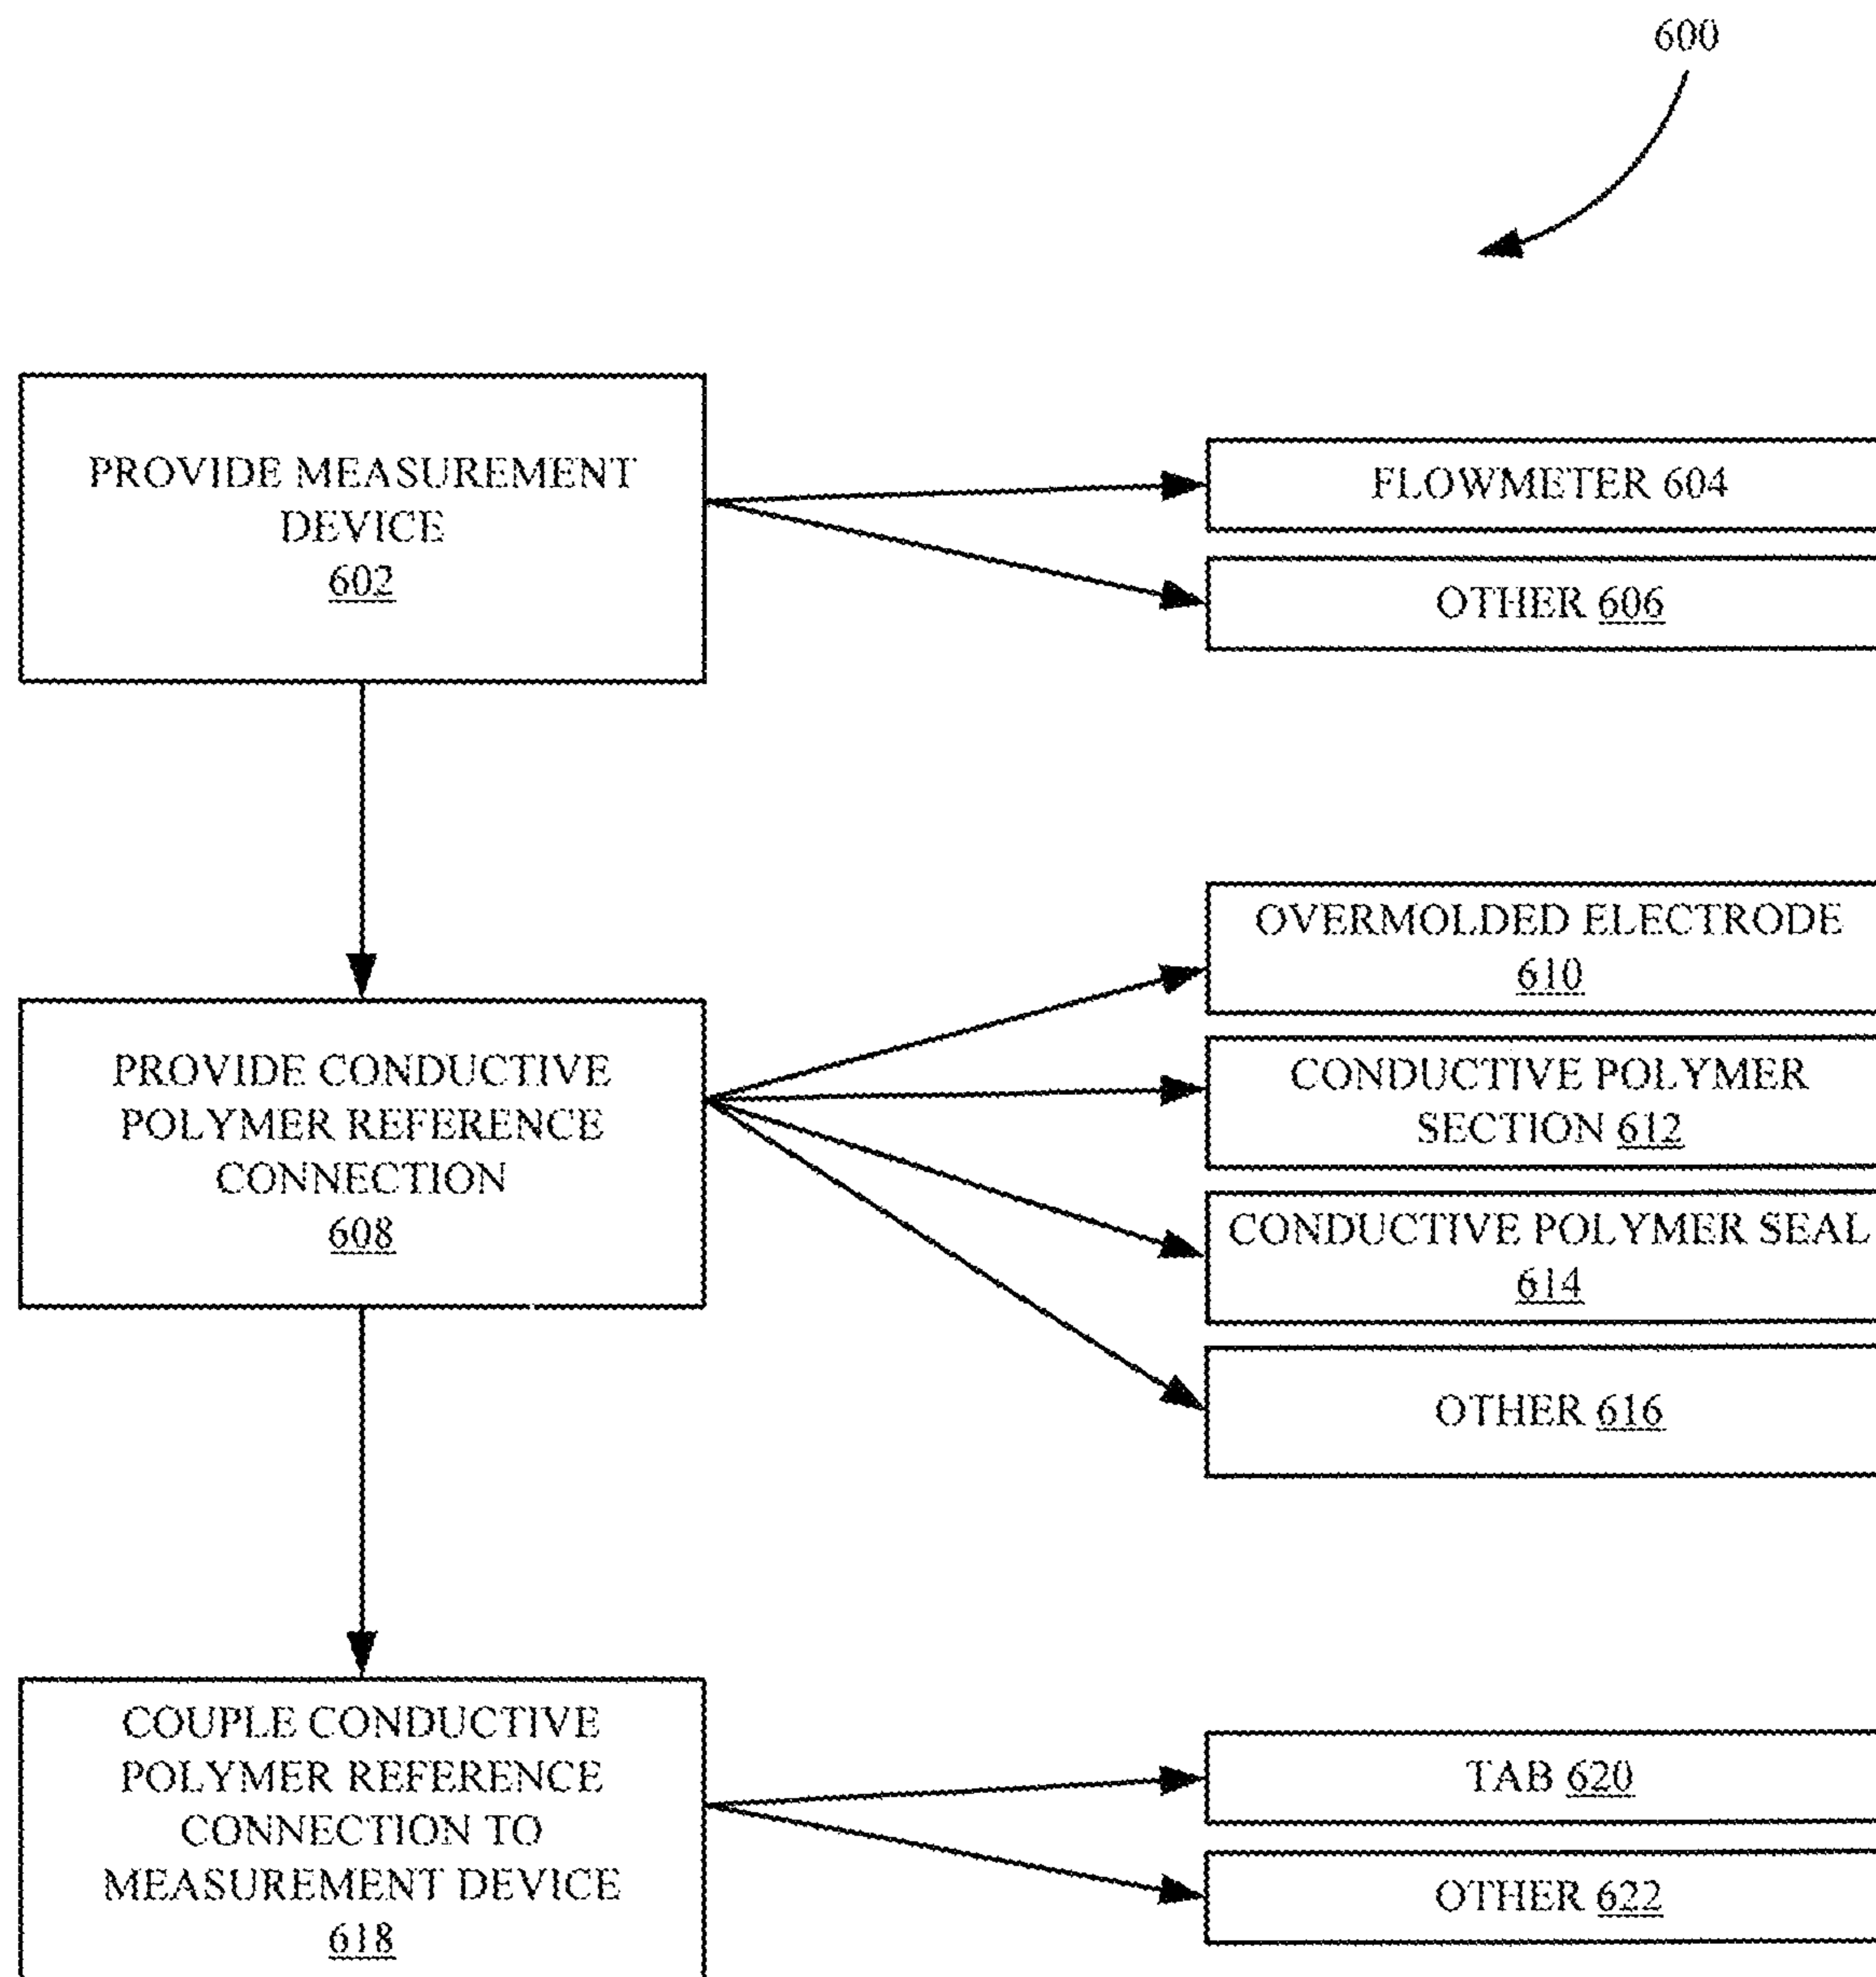 600
PROVIDE MEASUREMENT
DEVICE
602
FLOWMETER 604
OTHER 606
PROVIDE CONDUCTIVE
POLYMER REFERENCE
CONNECTION
608
OVERMOLDED ELECTRODE
610
CONDUCTIVE POLYMER
SECTION 612
CONDUCTIVE POLYMER SEAL
614
OTHER 616
COUPLE CONDUCTIVE
POLYMER REFERENCE
CONNECTION TO
MEASUREMENT DEVICE
618
TAB 620
OTHER 622